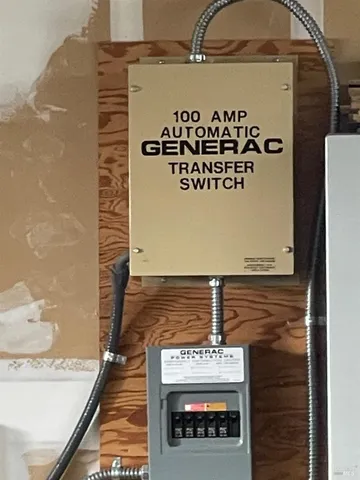 100 AMP
AUTOMATIC
GENERAC
TRANSFER
SWITCH
GENERAC
POWER SYSTEMS